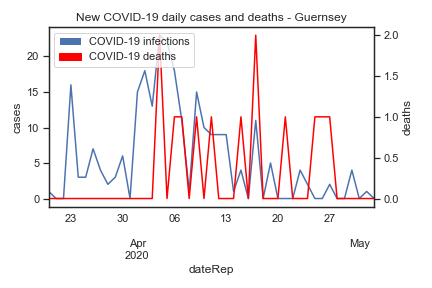 New COVID-19 daily cases and deaths - Guernsey
COVID-19 infections
COVID-19 deaths
cases
20
15
10
5
0
deaths
2.0
1.5
1.0
0.5
0.0
23 30 06 13 20 27
Apr May
2020
dateRep